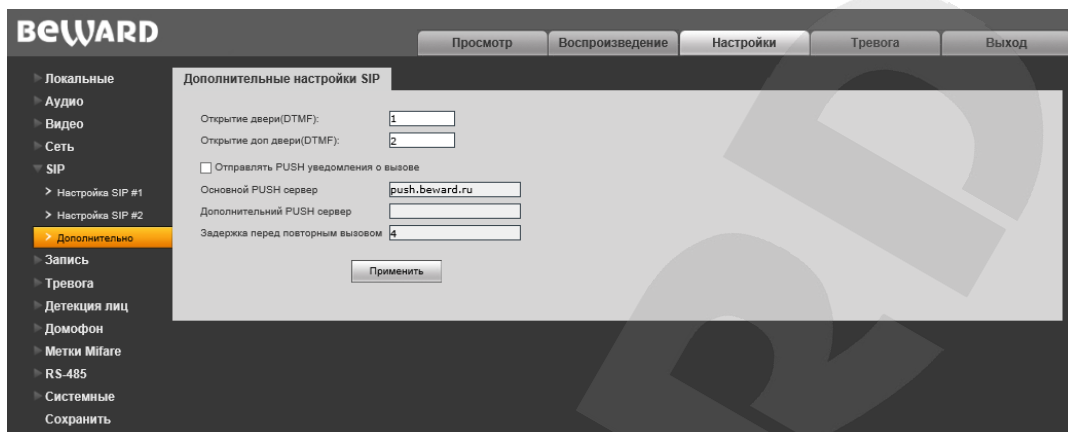 BEWARD
Просмотр
Воспроизведение
Настройки
Тревога
Выход
Локальные
Аудио
Видео
Сеть
SIP
Настройка SIP #1
Настройка SIP #2
Дополнительно
Запись
Тревога
Детекция лиц
Домофон
Метки Mifare
RS-485
Системные
Сохранить
Дополнительные настройки SIP
Открытие двери(DTMF): 1
Открытие доп двери(DTMF): 2
Отправлять PUSH уведомления о вызове
Основной PUSH сервер push.beward.ru
Дополнительний PUSH сервер
Задержка перед повторным вызовом 4
Применить